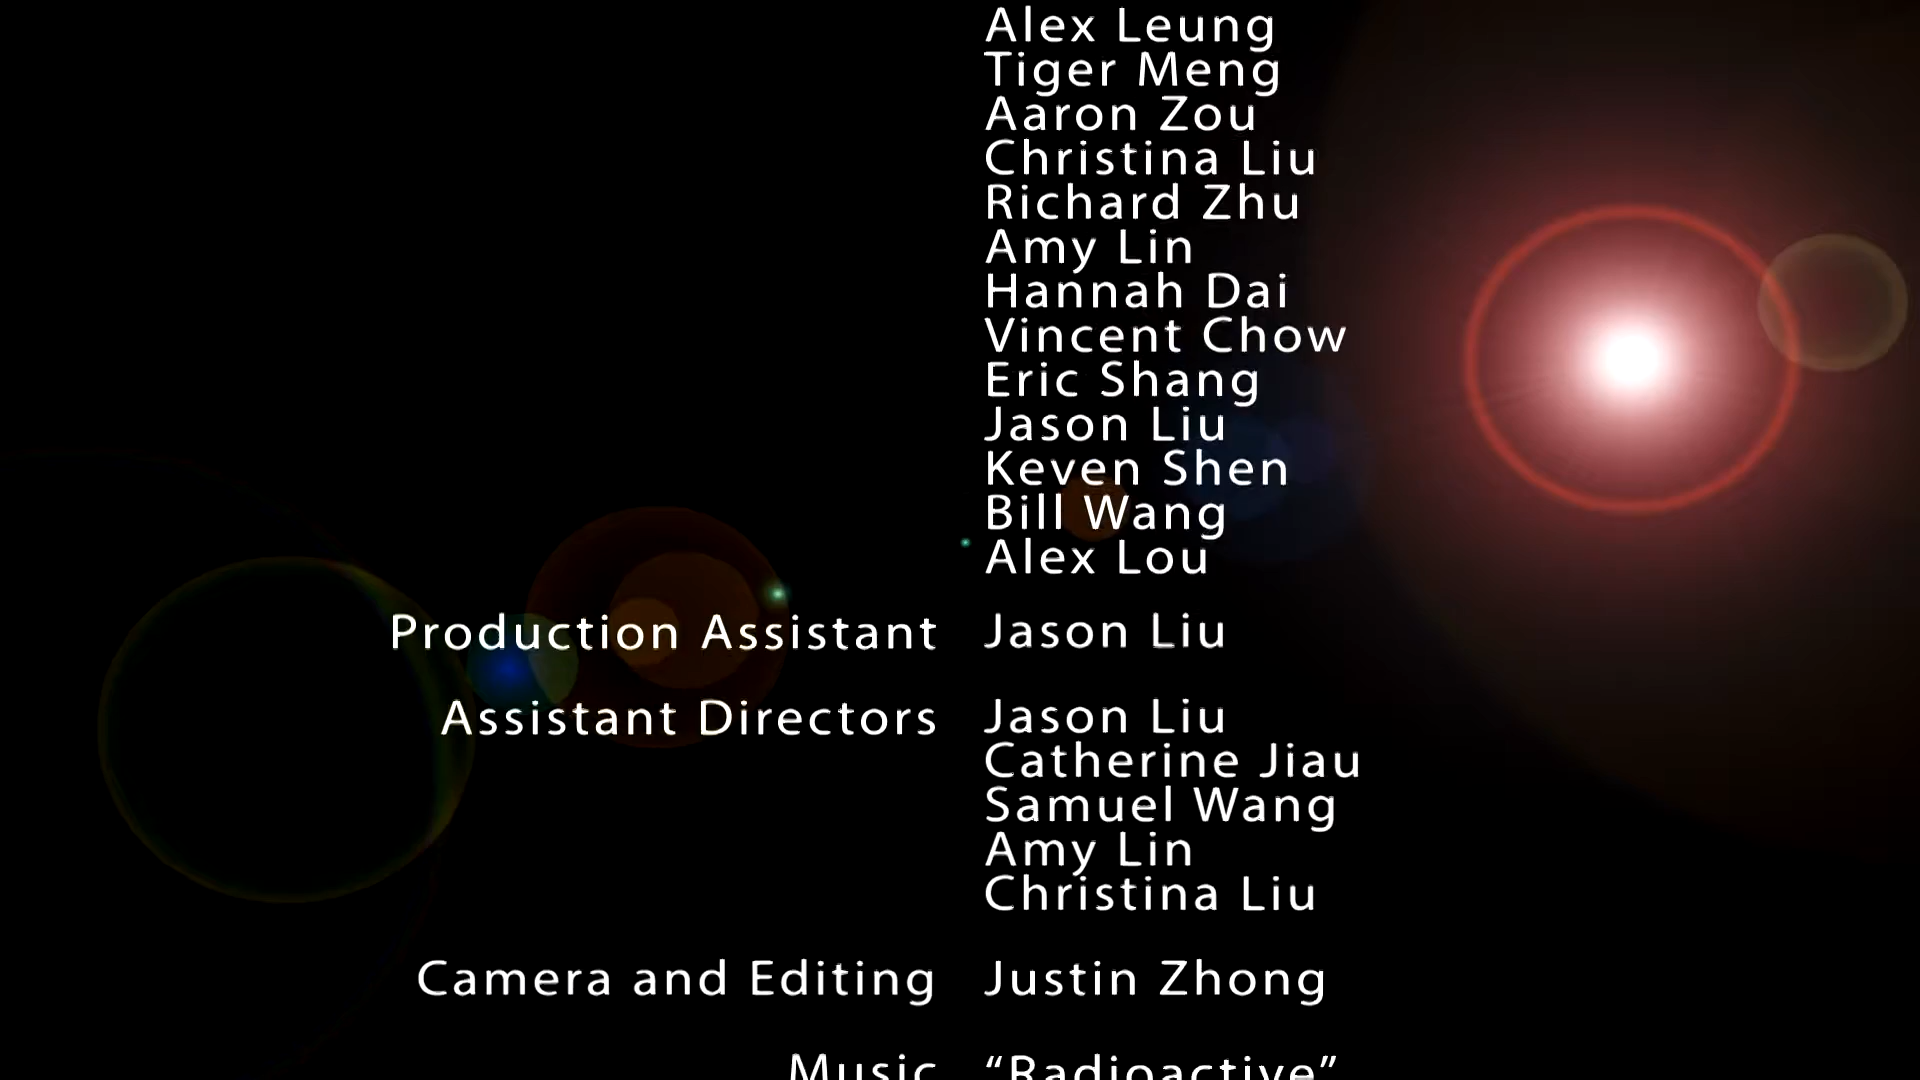 Alex Leung
Tiger Meng
Aaron Zou
Christina Liu
Richard Zhu
Amy Lin
Hannah Dai
Vincent Chow
Eric Shang
Jason Liu
Keven Shen
Bill Wang
Alex Lou
Production Assistant Jason Liu
Assistant Directors Jason Liu
Catherine Jiau
Samuel Wang
Amy Lin
Christina Liu
Camera and Editing Justin Zhong
Music “Radioactive”